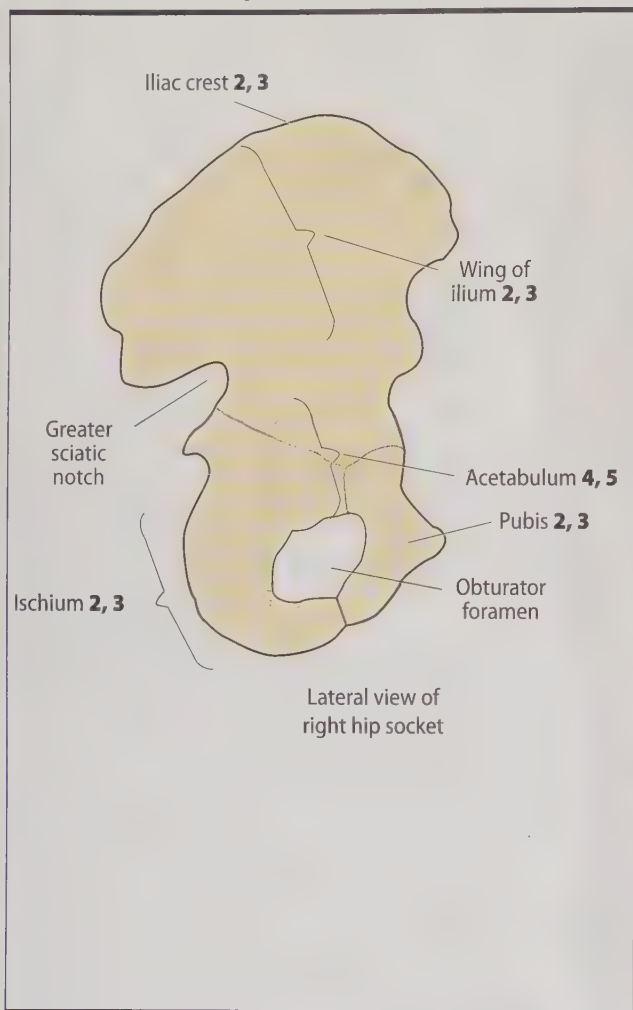 Iliac crest 2, 3
Wing of
ilium 2, 3
Greater
sciatic
notch
Acetabulum 4, 5
Pubis 2, 3
Obturator
foramen
Ischium 2, 3
Lateral view of
right hip socket